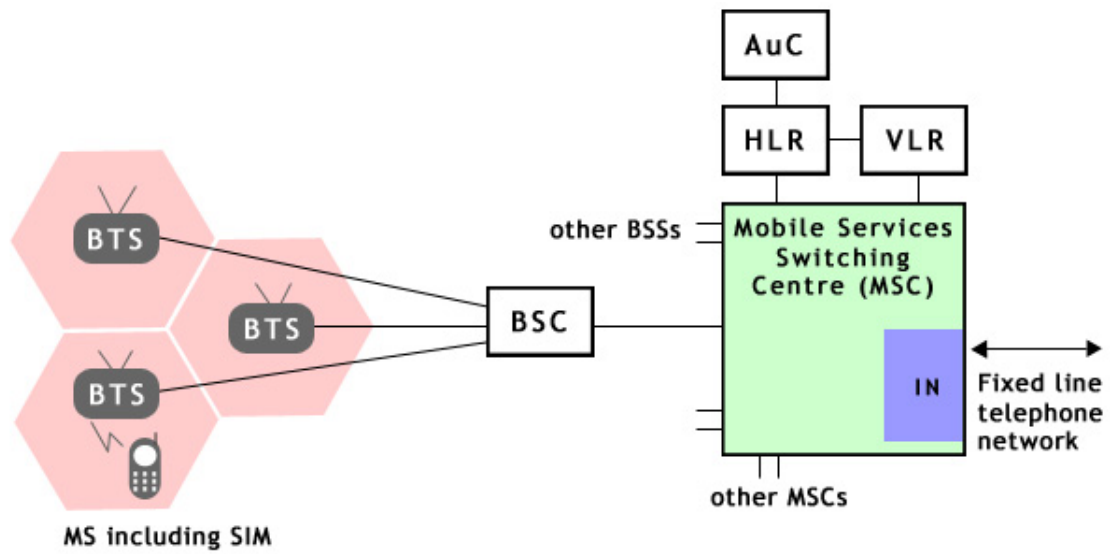 AuC
HLR
VLR
BTS
other BSSs
Mobile Services
Switching
Centre (MSC)
BTS
BSC
BTS
IN
Fixed line
telephone
network
other MSCs
MS including SIM